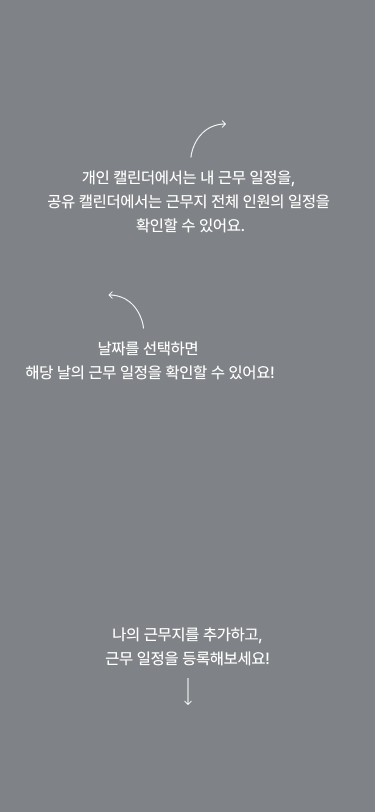 개인 캘린더에서는 내 근무 일정을,
공유 캘린더에서는 근무지 전체 인원의 일정을
확인할 수 있어요.
날짜를 선택하면
해당 날의 근무 일정을 확인할 수 있어요!
나의 근무지를 추가하고,
근무 일정을 등록해보세요!